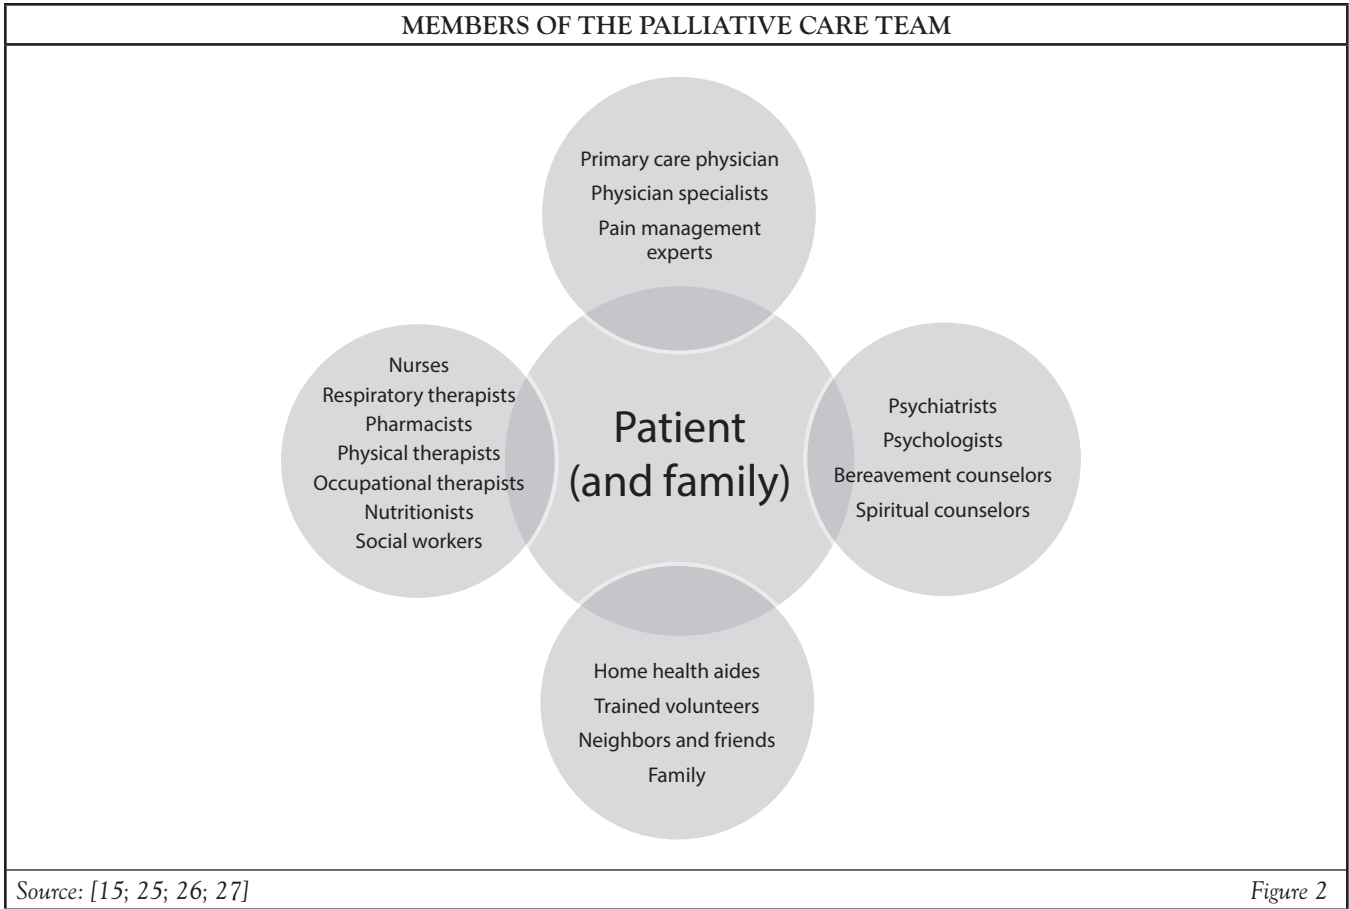 MEMBERS OF THE PALLIATIVE CARE TEAM
Primary care physician
Physician specialists
Pain management
experts
Nurses
Respiratory therapists
Pharmacists
Physical therapists
Occupational therapists
Nutritionists
Social workers
Patient
(and family)
Psychiatrists
Psychologists
Bereavement counselors
Spiritual counselors
Home health aides
Trained volunteers
Neighbors and friends
Family
Source: [15; 25; 26; 27]
Figure 2